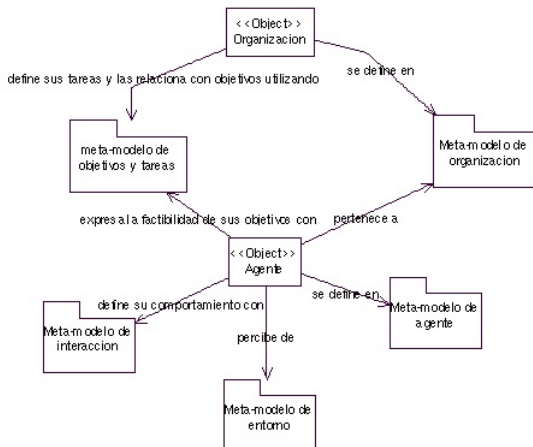 <<Object>>
Organizacion
define sus tareas y las relaciona con objetivos utilizando
se define en
meta-modelo de
objetivos y tareas
Meta-modelo de
organizacion
expresa la factibilidad de sus objetivos con
pertenece a
<<Object>>
Agente
define su comportamiento con
se define en
Meta-modelo de
interaccion
Meta-modelo de
agente
percibe de
Meta-modelo de
entorno